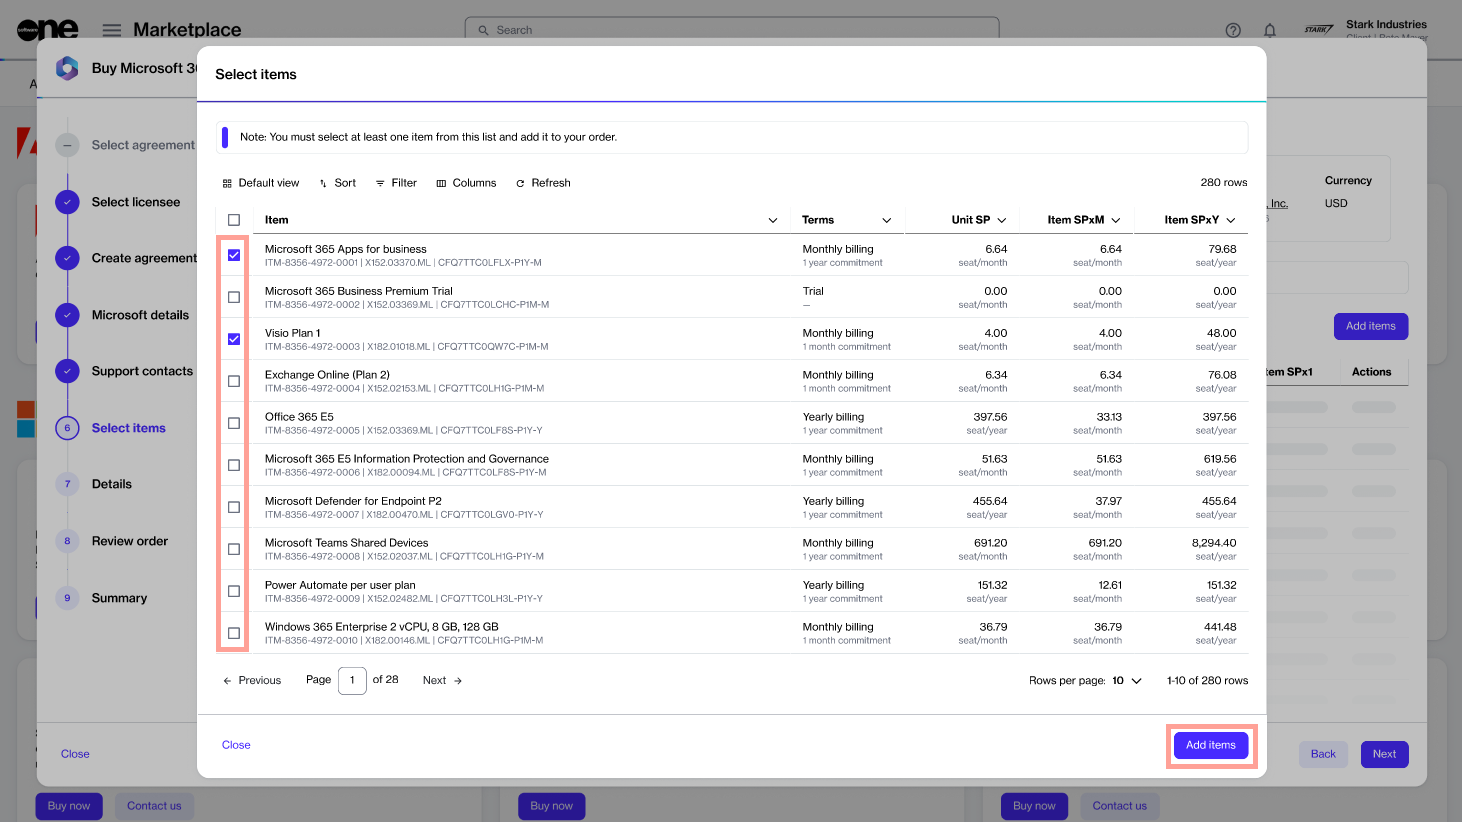 software
one
Marketplace
Search
STARK
Stark Industries
Buy Microsoft 3
Select agreement
Select licensee
Create agreement
Microsoft details
Support contacts
6 Select items
7 Details
8 Review order
9 Summary
Close
Select items
Note: You must select at least one item from this list and add it to your order.
Default view Sort Filter Columns Refresh 280 rows
Item Terms Unit SP Item SPxM Item SPxY
Microsoft 365 Apps for business Monthly billing 6.64 6.64 79.68
ITM-8356-4972-0001 | X152.03370.ML | CFQ7TTC0LFLX-P1Y-M 1 year commitment seat/month seat/month seat/year
Microsoft 365 Business Premium Trial Trial 0.00 0.00 0.00
ITM-8356-4972-0002 | X152.03369.ML | CFQ7TTC0LCHC-P1M-M — seat/month seat/month seat/year
Visio Plan 1 Monthly billing 4.00 4.00 48.00
ITM-8356-4972-0003 | X182.01018.ML | CFQ7TTC0QW7C-P1M-M 1 month commitment seat/month seat/month seat/year
Exchange Online (Plan 2) Monthly billing 6.34 6.34 76.08
ITM-8356-4972-0004 | X152.02153.ML | CFQ7TTC0LH1G-P1M-M 1 month commitment seat/month seat/month seat/year
Office 365 E5 Yearly billing 397.56 33.13 397.56
ITM-8356-4972-0005 | X152.03369.ML | CFQ7TTC0LF8S-P1Y-Y 1 year commitment seat/year seat/month seat/year
Microsoft 365 E5 Information Protection and Governance Monthly billing 51.63 51.63 619.56
ITM-8356-4972-0006 | X182.00094.ML | CFQ7TTC0LF8S-P1Y-M 1 year commitment seat/month seat/month seat/year
Microsoft Defender for Endpoint P2 Yearly billing 455.64 37.97 455.64
ITM-8356-4972-0007 | X182.00470.ML | CFQ7TTC0LGV0-P1Y-Y 1 year commitment seat/year seat/month seat/year
Microsoft Teams Shared Devices Monthly billing 691.20 691.20 8,294.40
ITM-8356-4972-0008 | X152.02037.ML | CFQ7TTC0LH1G-P1Y-M 1 year commitment seat/month seat/month seat/year
Power Automate per user plan Yearly billing 151.32 12.61 151.32
ITM-8356-4972-0009 | X152.02482.ML | CFQ7TTC0LH3L-P1Y-Y 1 year commitment seat/year seat/month seat/year
Windows 365 Enterprise 2 vCPU, 8 GB, 128 GB Monthly billing 36.79 36.79 441.48
ITM-8356-4972-0010 | X182.00146.ML | CFQ7TTC0LH1G-P1M-M 1 month commitment seat/month seat/month seat/year
Previous Page 1 of 28 Next Rows per page: 10 1-10 of 280 rows
Close Add items
Currency
, Inc. USD
Add items
tem SPx1 Actions
Back Next
Buy now Contact us Buy now Buy now Contact us